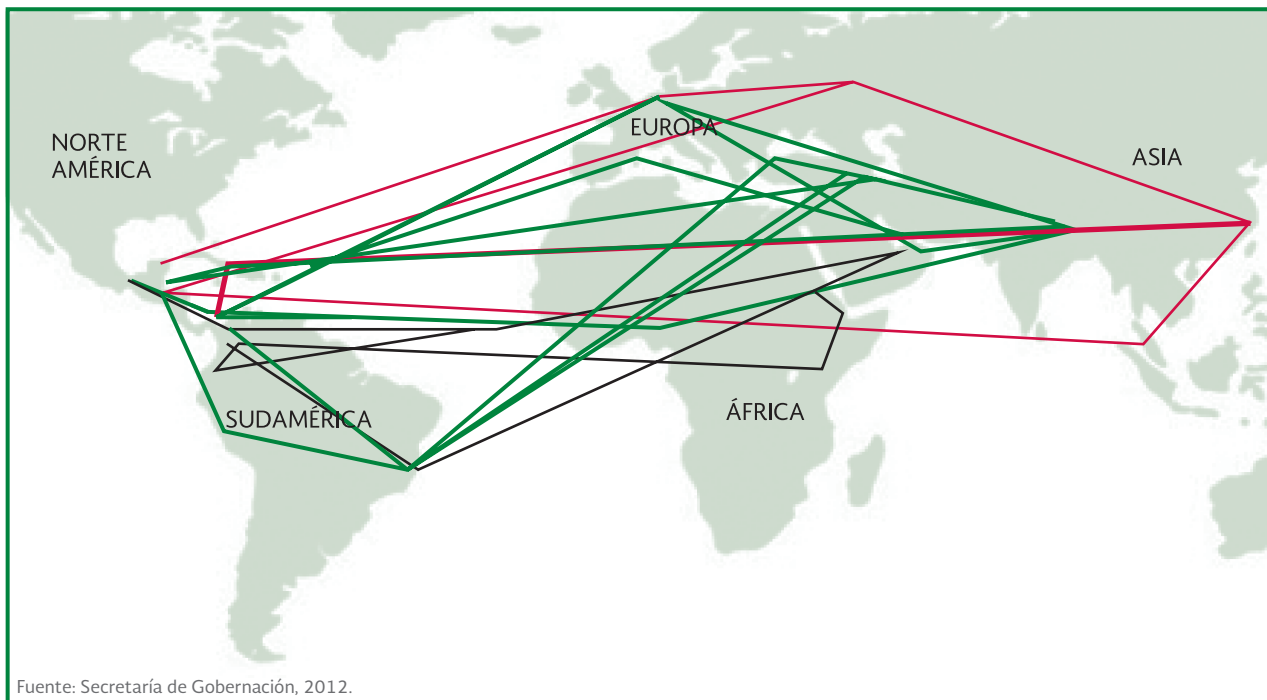 NORTE
AMÉRICA
EUROPA
ASIA
SUDAMÉRICA
ÁFRICA
Fuente: Secretaría de Gobernación, 2012.